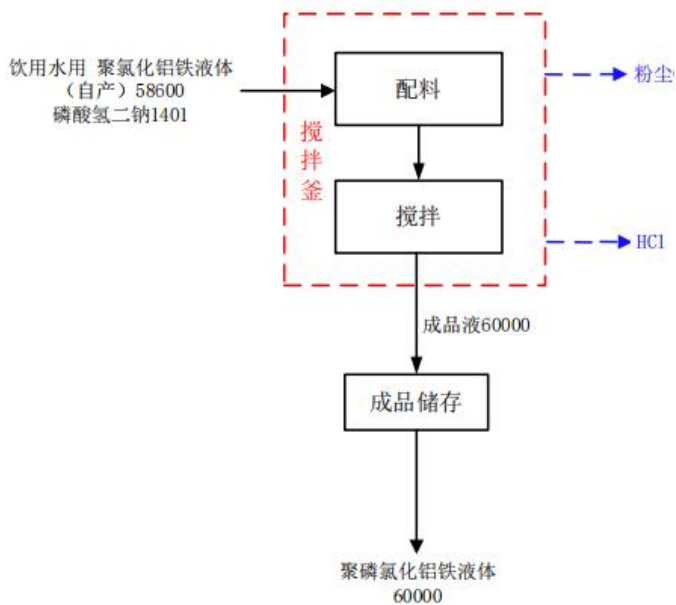 饮用水用 聚氯化铝铁液体
（自产）58600
磷酸氢二钠1401
配料
粉尘
搅拌釜
搅拌
HCl
成品液60000
成品储存
聚磷氯化铝铁液体
60000